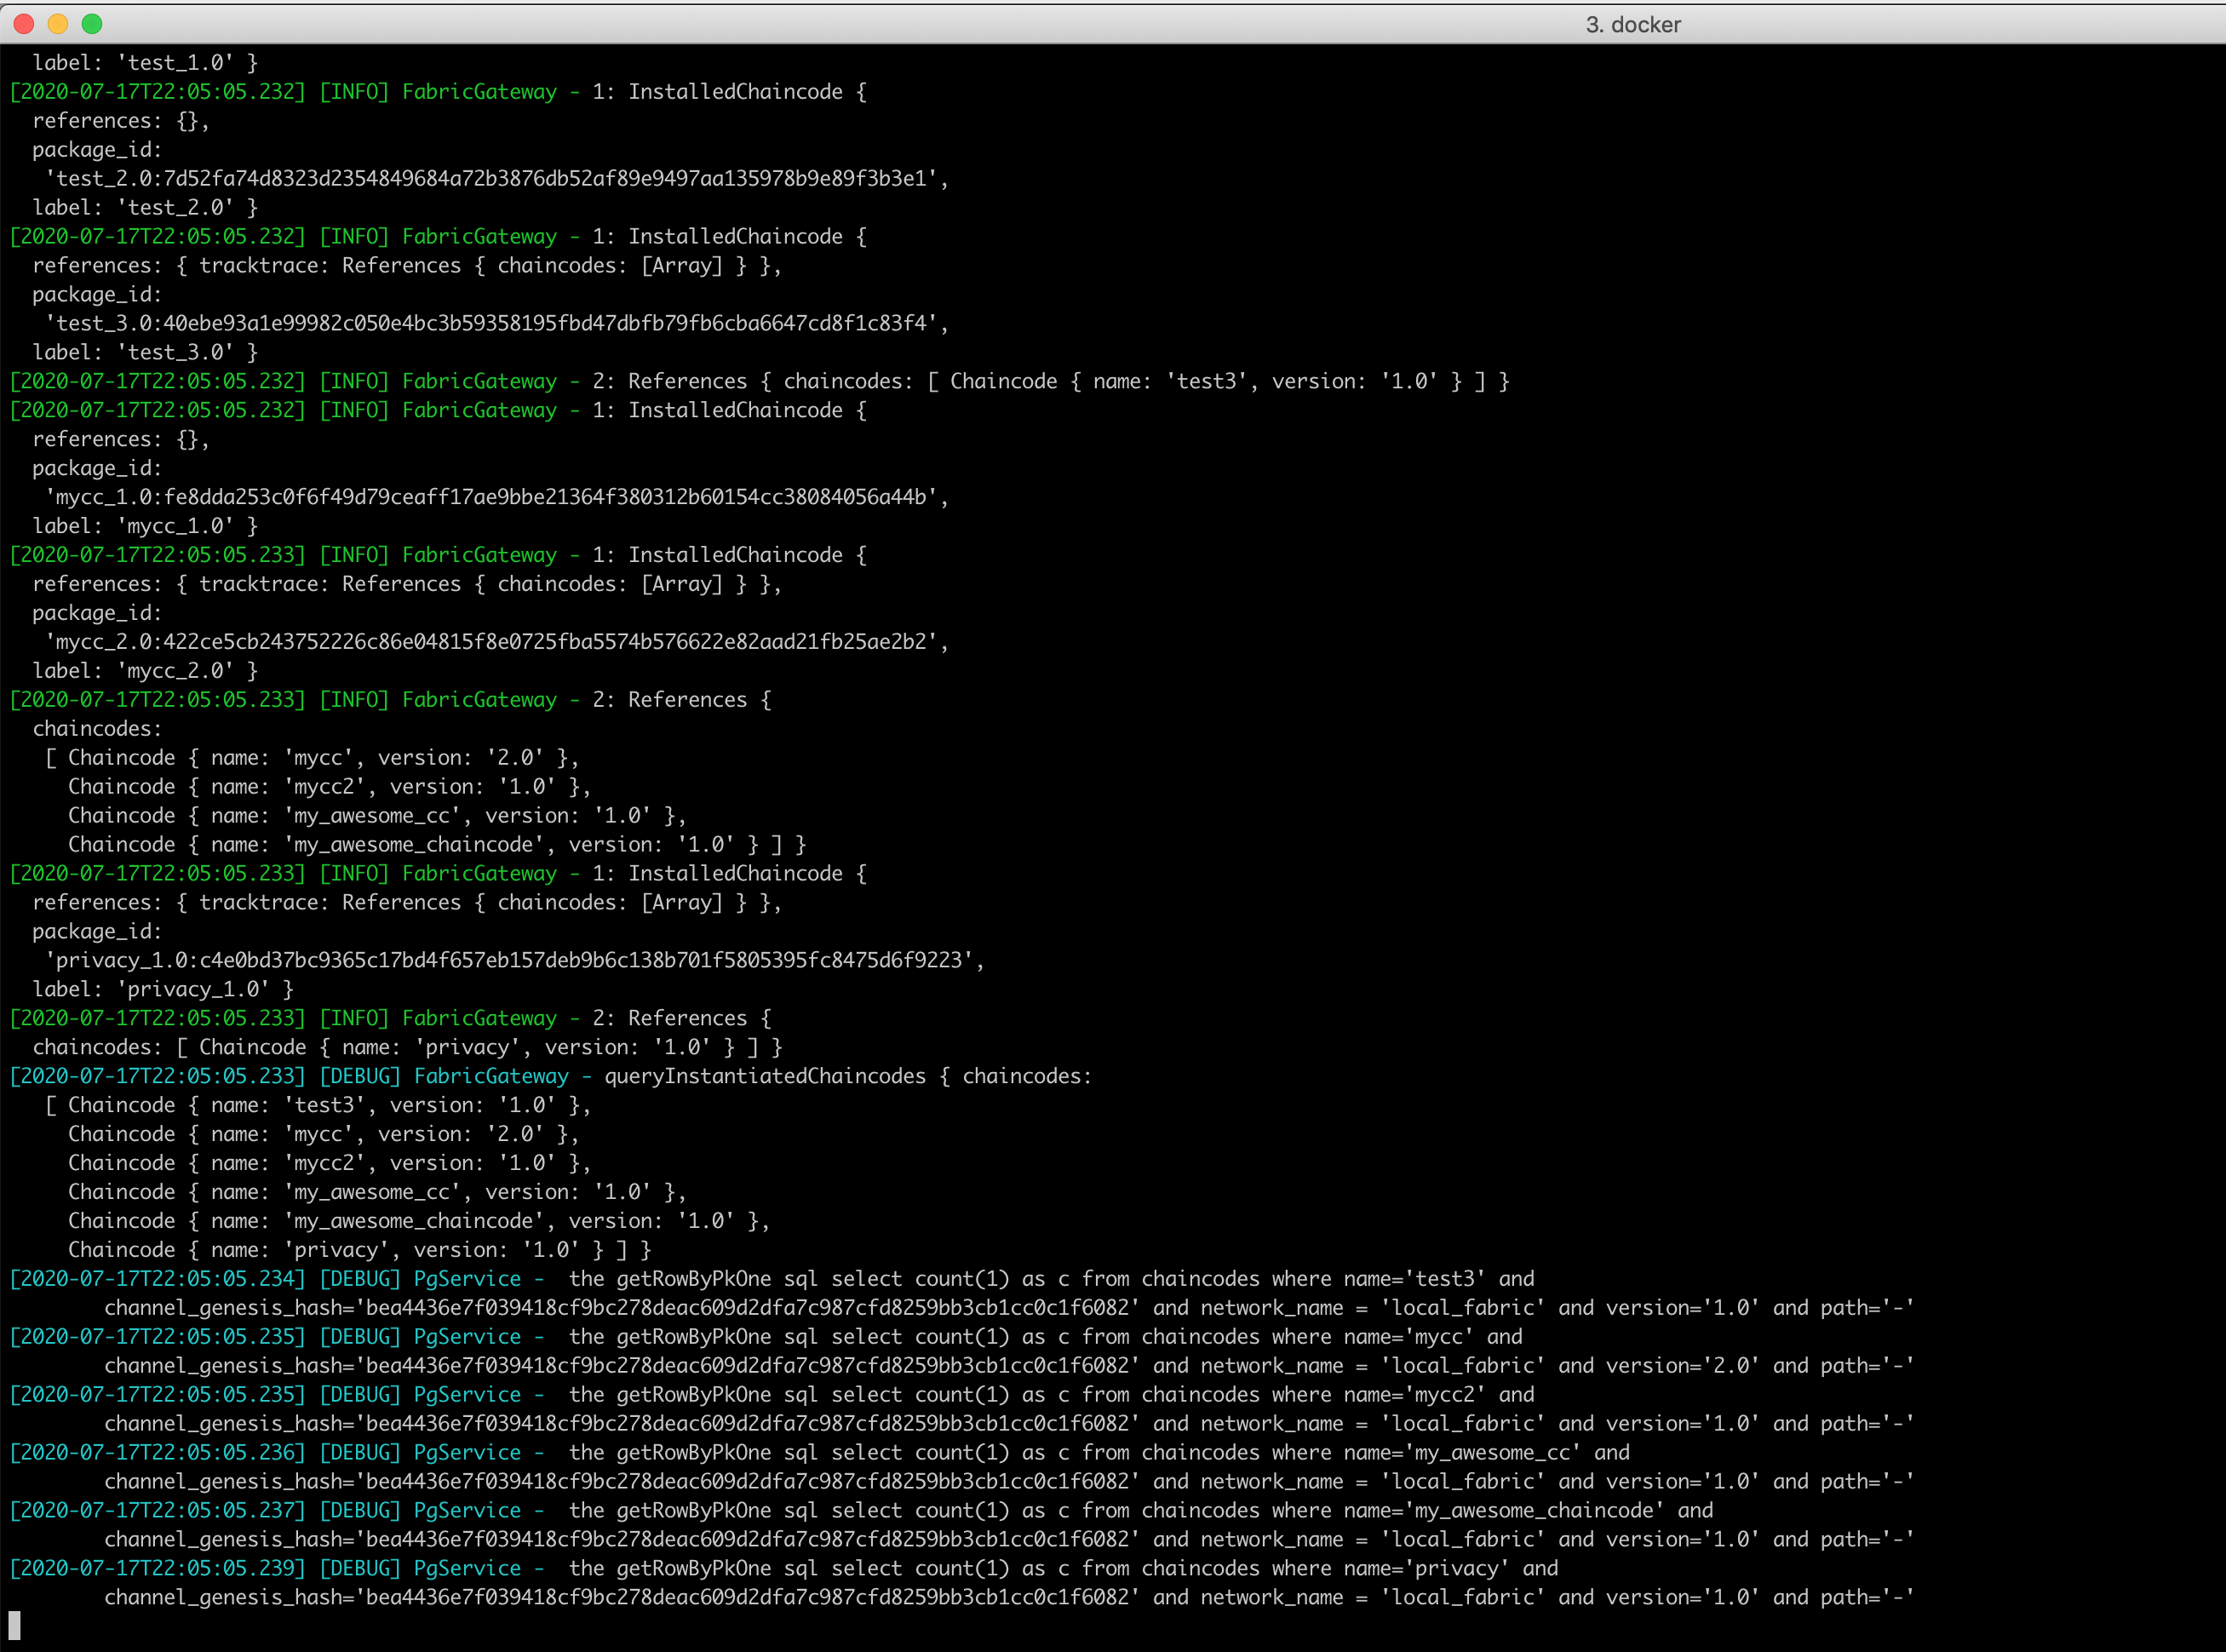 3. docker
  label: 'test_1.0' }
[2020-07-17T22:05:05.232] [INFO] FabricGateway - 1: InstalledChaincode {
  references: {},
  package_id:
   'test_2.0:7d52fa74d8323d2354849684a72b3876db52af89e9497aa135978b9e89f3b3e1',
  label: 'test_2.0' }
[2020-07-17T22:05:05.232] [INFO] FabricGateway - 1: InstalledChaincode {
  references: { tracktrace: References { chaincodes: [Array] } },
  package_id:
   'test_3.0:40ebe93a1e99982c050e4bc3b59358195fbd47dbfb79fb6cba6647cd8f1c83f4',
  label: 'test_3.0' }
[2020-07-17T22:05:05.232] [INFO] FabricGateway - 2: References { chaincodes: [ Chaincode { name: 'test3', version: '1.0' } ] }
[2020-07-17T22:05:05.232] [INFO] FabricGateway - 1: InstalledChaincode {
  references: {},
  package_id:
   'mycc_1.0:fe8dda253c0f6f49d79ceaff17ae9bbe21364f380312b60154cc38084056a44b',
  label: 'mycc_1.0' }
[2020-07-17T22:05:05.233] [INFO] FabricGateway - 1: InstalledChaincode {
  references: { tracktrace: References { chaincodes: [Array] } },
  package_id:
   'mycc_2.0:422ce5cb243752226c86e04815f8e0725fba5574b576622e82aad21fb25ae2b2',
  label: 'mycc_2.0' }
[2020-07-17T22:05:05.233] [INFO] FabricGateway - 2: References {
  chaincodes:
   [ Chaincode { name: 'mycc', version: '2.0' },
     Chaincode { name: 'mycc2', version: '1.0' },
     Chaincode { name: 'my_awesome_cc', version: '1.0' },
     Chaincode { name: 'my_awesome_chaincode', version: '1.0' } ] }
[2020-07-17T22:05:05.233] [INFO] FabricGateway - 1: InstalledChaincode {
  references: { tracktrace: References { chaincodes: [Array] } },
  package_id:
   'privacy_1.0:c4e0bd37bc9365c17bd4f657eb157deb9b6c138b701f5805395fc8475d6f9223',
  label: 'privacy_1.0' }
[2020-07-17T22:05:05.233] [INFO] FabricGateway - 2: References {
  chaincodes: [ Chaincode { name: 'privacy', version: '1.0' } ] }
[2020-07-17T22:05:05.233] [DEBUG] FabricGateway - queryInstantiatedChaincodes { chaincodes:
   [ Chaincode { name: 'test3', version: '1.0' },
     Chaincode { name: 'mycc', version: '2.0' },
     Chaincode { name: 'mycc2', version: '1.0' },
     Chaincode { name: 'my_awesome_cc', version: '1.0' },
     Chaincode { name: 'my_awesome_chaincode', version: '1.0' },
     Chaincode { name: 'privacy', version: '1.0' } ] }
[2020-07-17T22:05:05.234] [DEBUG] PgService -  the getRowByPkOne sql select count(1) as c from chaincodes where name='test3' and
        channel_genesis_hash='bea4436e7f039418cf9bc278deac609d2dfa7c987cfd8259bb3cb1cc0c1f6082' and network_name = 'local_fabric' and version='1.0' and path='-'
[2020-07-17T22:05:05.235] [DEBUG] PgService -  the getRowByPkOne sql select count(1) as c from chaincodes where name='mycc' and
        channel_genesis_hash='bea4436e7f039418cf9bc278deac609d2dfa7c987cfd8259bb3cb1cc0c1f6082' and network_name = 'local_fabric' and version='2.0' and path='-'
[2020-07-17T22:05:05.235] [DEBUG] PgService -  the getRowByPkOne sql select count(1) as c from chaincodes where name='mycc2' and
        channel_genesis_hash='bea4436e7f039418cf9bc278deac609d2dfa7c987cfd8259bb3cb1cc0c1f6082' and network_name = 'local_fabric' and version='1.0' and path='-'
[2020-07-17T22:05:05.236] [DEBUG] PgService -  the getRowByPkOne sql select count(1) as c from chaincodes where name='my_awesome_cc' and
        channel_genesis_hash='bea4436e7f039418cf9bc278deac609d2dfa7c987cfd8259bb3cb1cc0c1f6082' and network_name = 'local_fabric' and version='1.0' and path='-'
[2020-07-17T22:05:05.237] [DEBUG] PgService -  the getRowByPkOne sql select count(1) as c from chaincodes where name='my_awesome_chaincode' and
        channel_genesis_hash='bea4436e7f039418cf9bc278deac609d2dfa7c987cfd8259bb3cb1cc0c1f6082' and network_name = 'local_fabric' and version='1.0' and path='-'
[2020-07-17T22:05:05.239] [DEBUG] PgService -  the getRowByPkOne sql select count(1) as c from chaincodes where name='privacy' and
        channel_genesis_hash='bea4436e7f039418cf9bc278deac609d2dfa7c987cfd8259bb3cb1cc0c1f6082' and network_name = 'local_fabric' and version='1.0' and path='-'